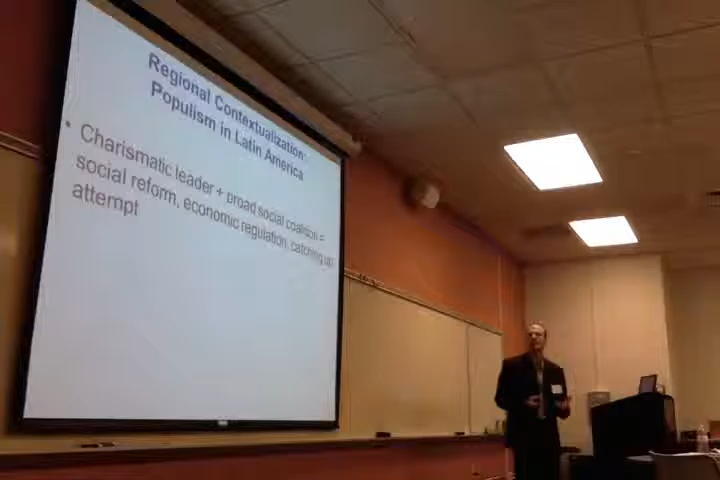 Regional Contextualization:
Populism in Latin America
• Charismatic leader + broad social coalition =
social reform, economic regulation, catching up
attempt